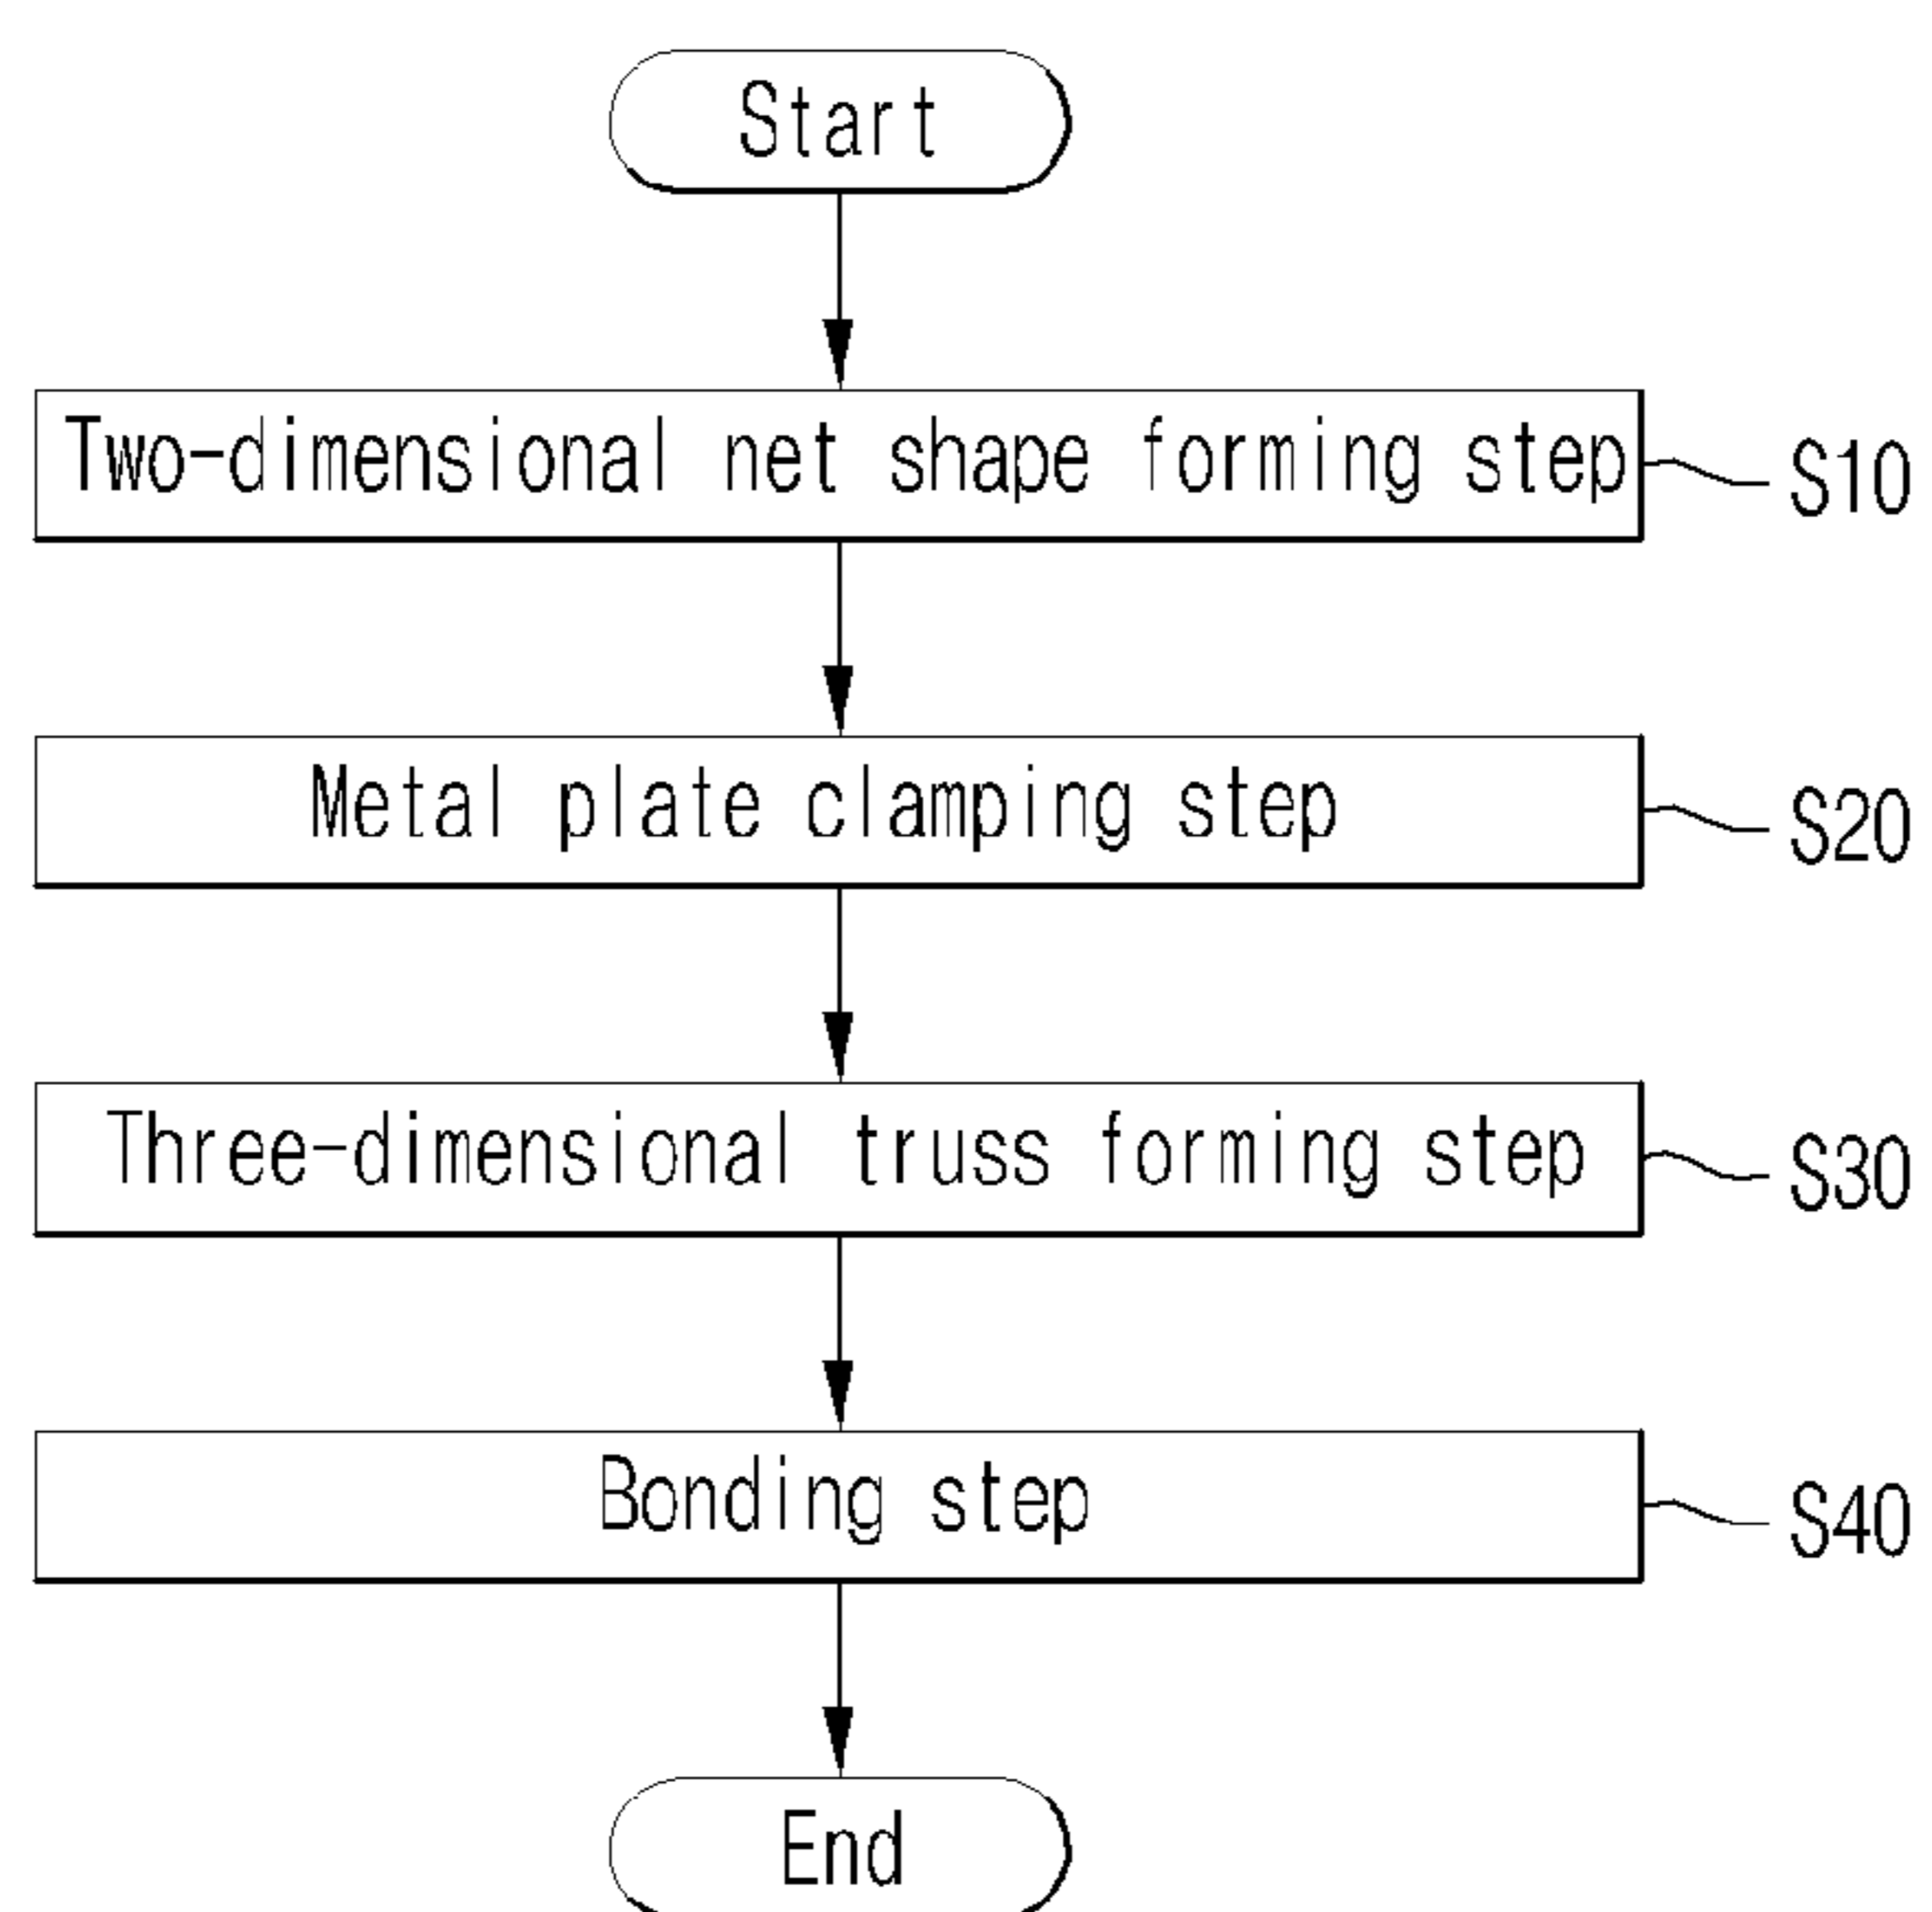 Start
Two-dimensional net shape forming step
S10
Metal plate clamping step
S20
Three-dimensional truss forming step
S30
Bonding step
S40
End